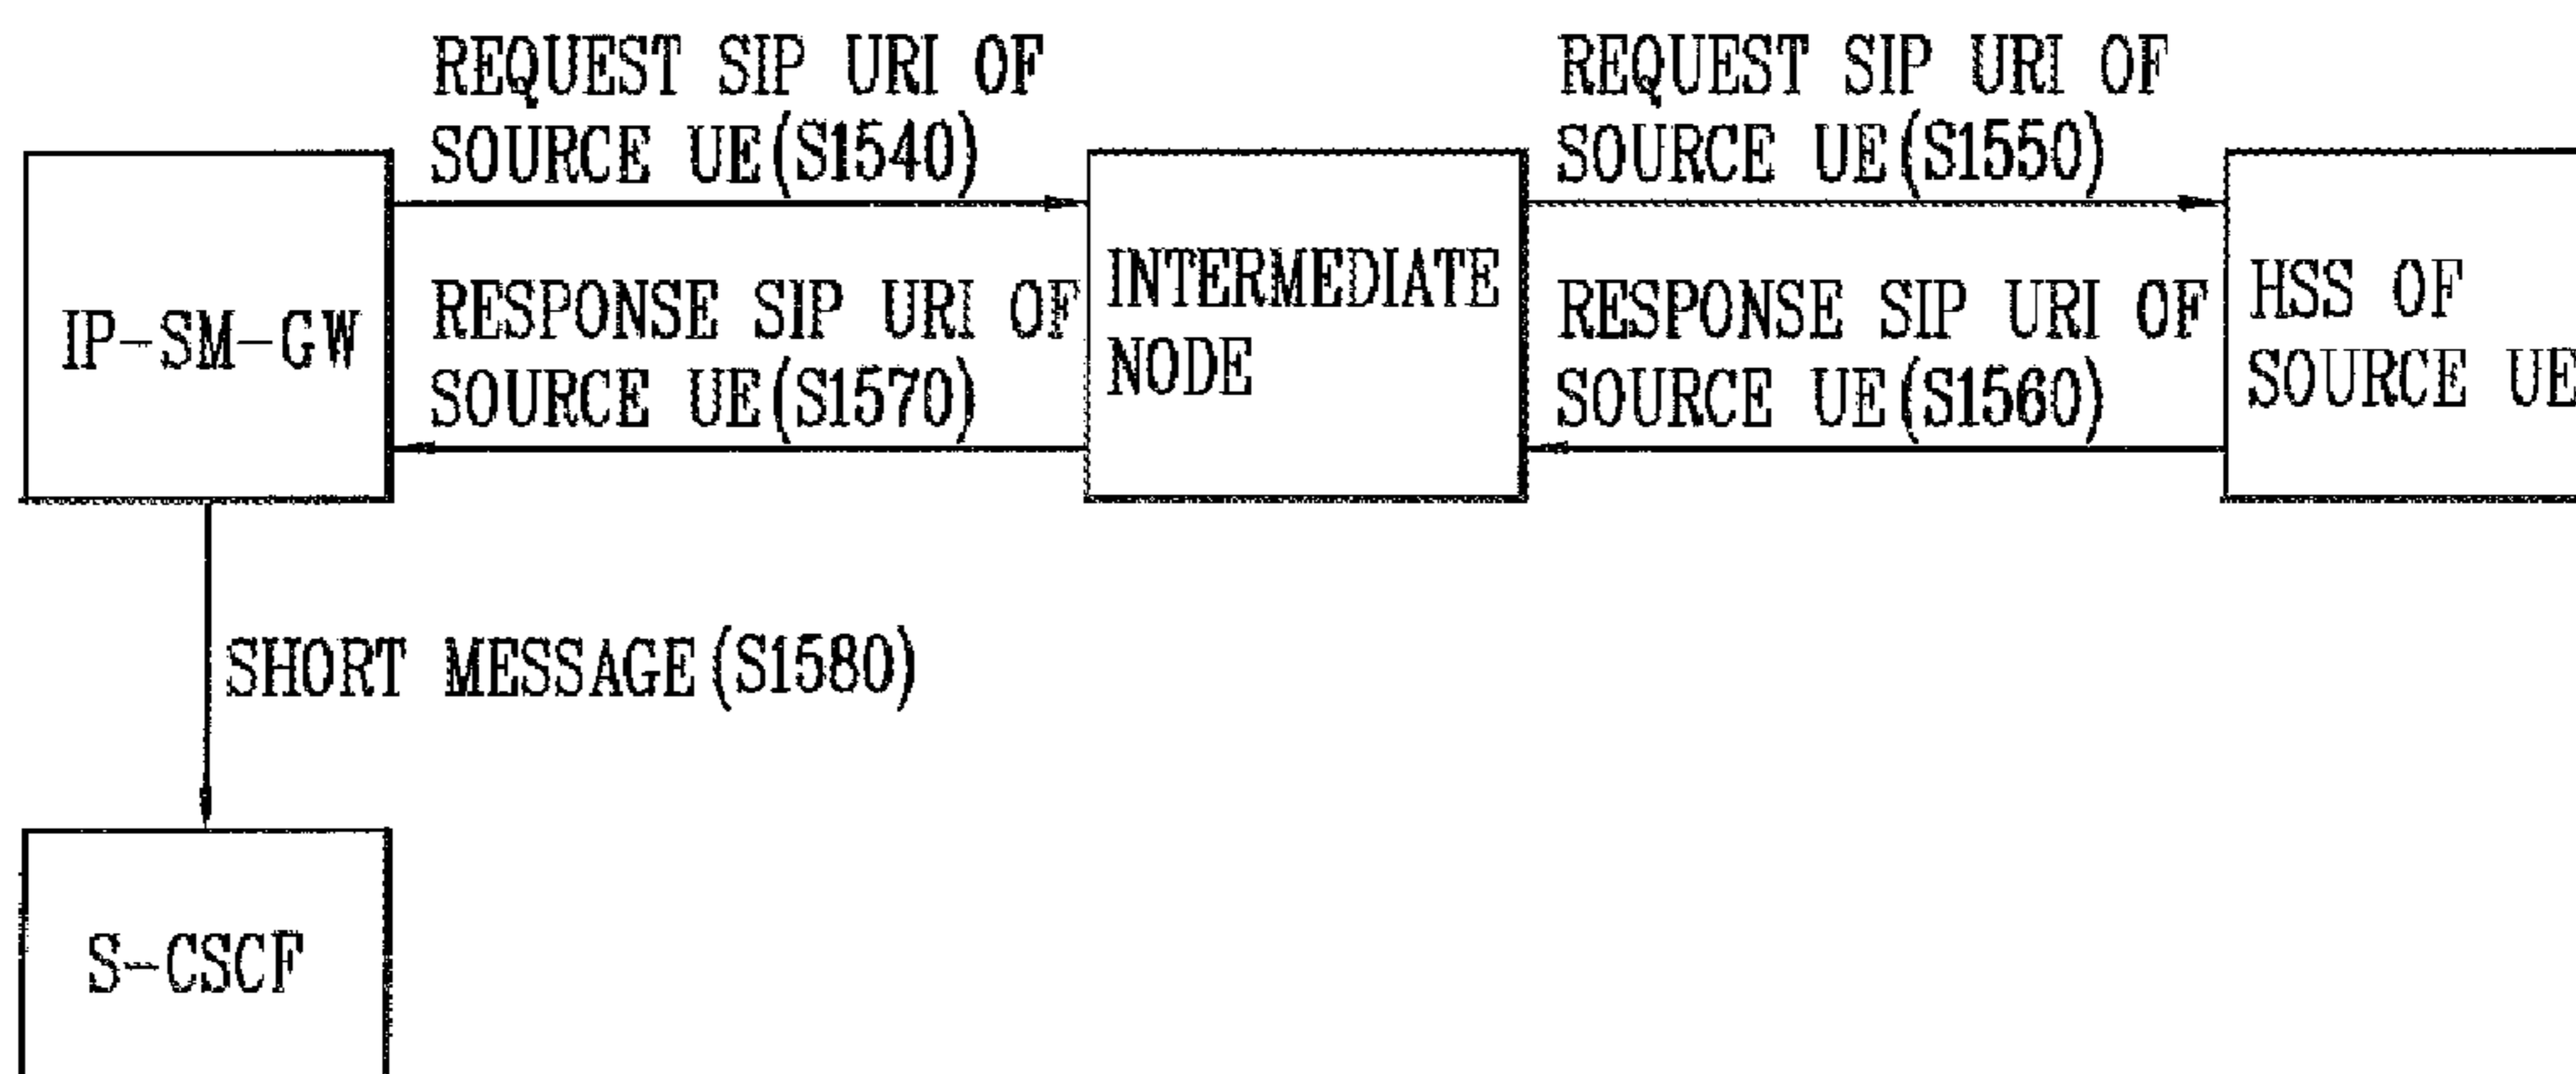 REQUEST SIP URI OF
SOURCE UE(S1540)
REQUEST SIP URI OF
SOURCE UE(S1550)
IP-SM-GW
RESPONSE SIP URI OF
SOURCE UE(S1570)
INTERMEDIATE
NODE
RESPONSE SIP URI OF
SOURCE UE(S1560)
HSS OF
SOURCE UE
SHORT MESSAGE(S1580)
S-CSCF